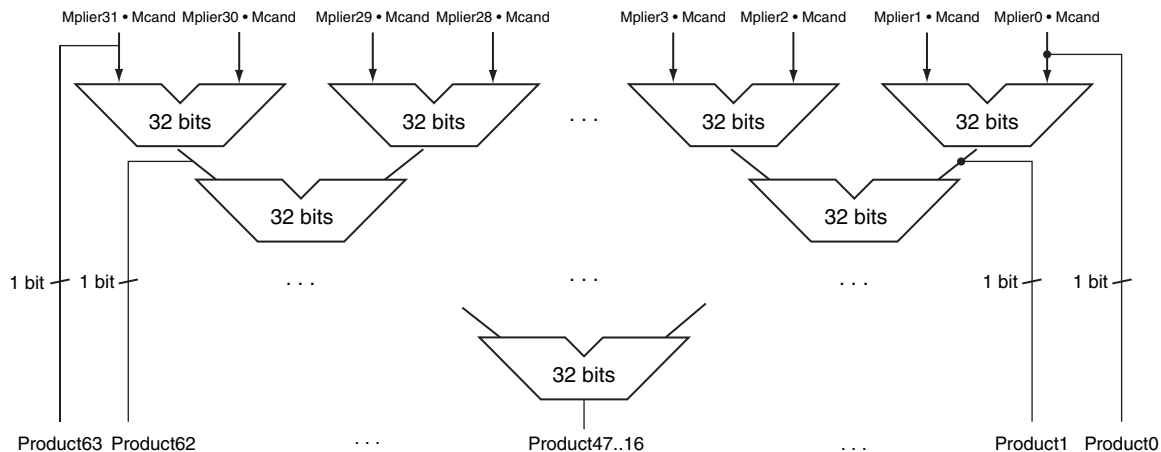 Mplier31 • Mcand Mplier30 • Mcand Mplier29 • Mcand Mplier28 • Mcand Mplier3 • Mcand Mplier2 • Mcand Mplier1 • Mcand Mplier0 • Mcand
32 bits 32 bits . . . 32 bits 32 bits
32 bits 32 bits
1 bit 1 bit . . . . . . . . . 1 bit 1 bit
32 bits
Product63 Product62 . . . Product47..16 . . . Product1 Product0